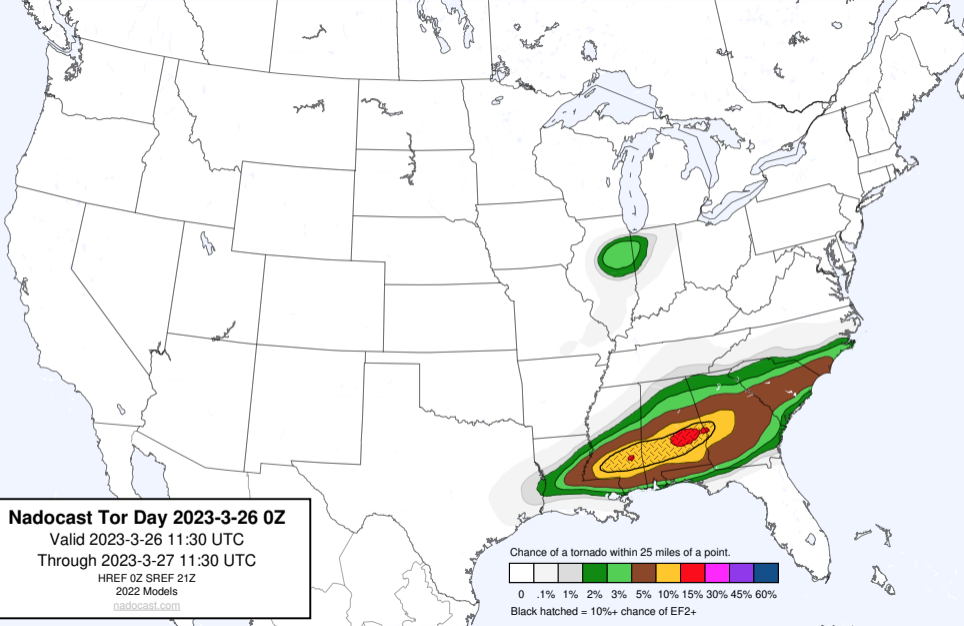 Nadocast Tor Day 2023-3-26 0Z
Valid 2023-3-26 11:30 UTC
Through 2023-3-27 11:30 UTC
HREF 0Z SREF 21Z
2022 Models
nadocast.com
Chance of a tornado within 25 miles of a point.
0 .1% 1% 2% 3% 5% 10% 15% 30% 45% 60%
Black hatched = 10%+ chance of EF2+